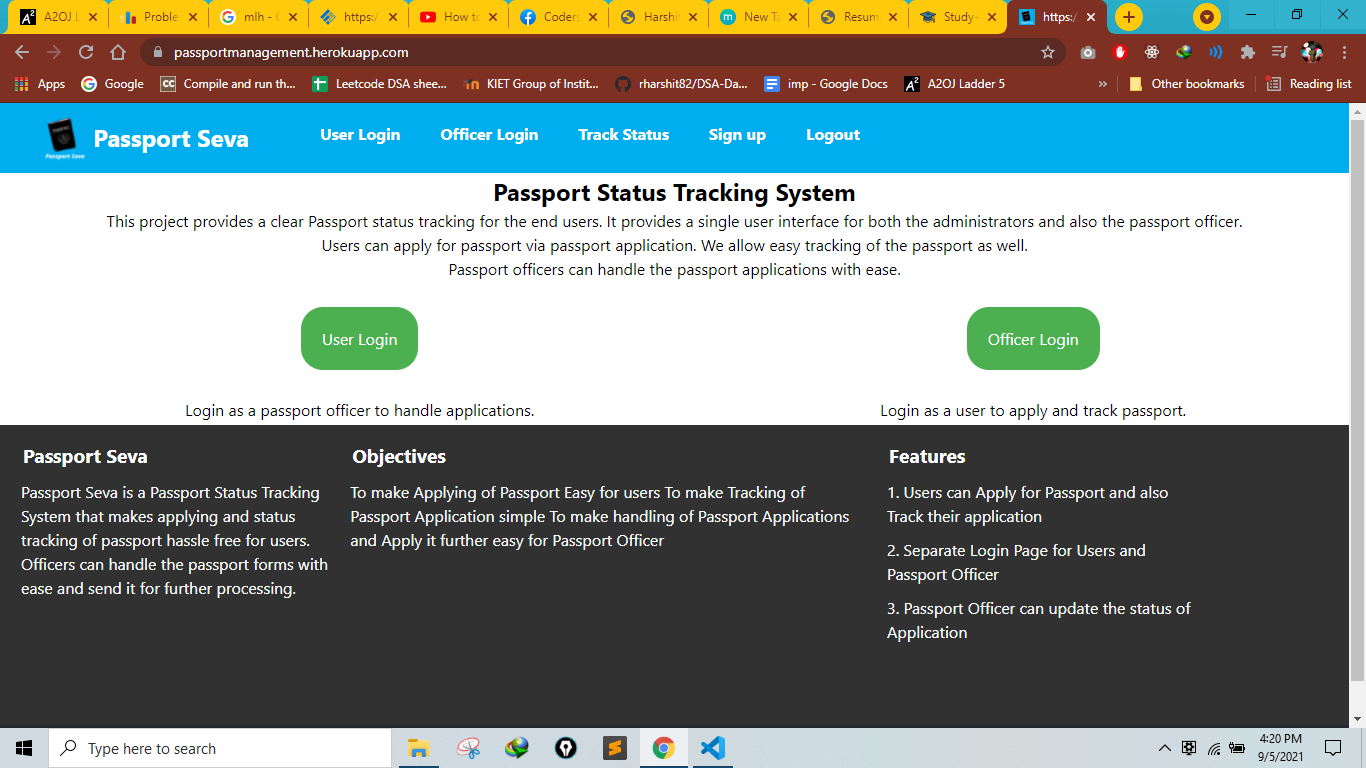 A2OJ L
Proble
mlh - G
https:/
How to
Coders
Harshi
New Ta
Resum
Study-
https:/
passportmanagement.herokuapp.com
Apps
Google
Compile and run th...
Leetcode DSA shee...
KIET Group of Instit...
rharshit82/DSA-Da...
imp - Google Docs
A2OJ Ladder 5
»
Other bookmarks
Reading list
Passport Seva
Passport Seva
User Login
Officer Login
Track Status
Sign up
Logout
Passport Status Tracking System
This project provides a clear Passport status tracking for the end users. It provides a single user interface for both the administrators and also the passport officer.
Users can apply for passport via passport application. We allow easy tracking of the passport as well.
Passport officers can handle the passport applications with ease.
User Login
Officer Login
Login as a passport officer to handle applications.
Login as a user to apply and track passport.
Passport Seva
Passport Seva is a Passport Status Tracking
System that makes applying and status
tracking of passport hassle free for users.
Officers can handle the passport forms with
ease and send it for further processing.
Objectives
To make Applying of Passport Easy for users To make Tracking of
Passport Application simple To make handling of Passport Applications
and Apply it further easy for Passport Officer
Features
1. Users can Apply for Passport and also
Track their application
2. Separate Login Page for Users and
Passport Officer
3. Passport Officer can update the status of
Application
Type here to search
4:20 PM
9/5/2021